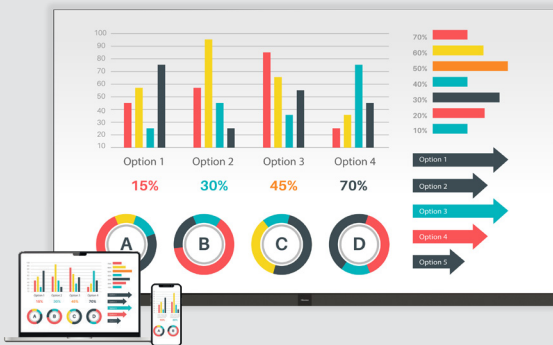 100
90
80
70
60
50
40
30
20
10
Option 1 Option 2 Option 3 Option 4
15% 30% 45% 70%
A B C D
70%
60%
50%
40%
30%
20%
10%
Option 1
Option 2
Option 3
Option 4
Option 5
A B C D
A B